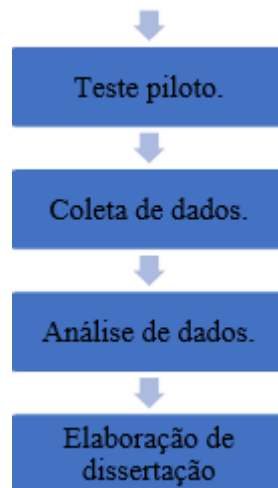 Teste piloto.
Coleta de dados.
Análise de dados.
Elaboração de
dissertação